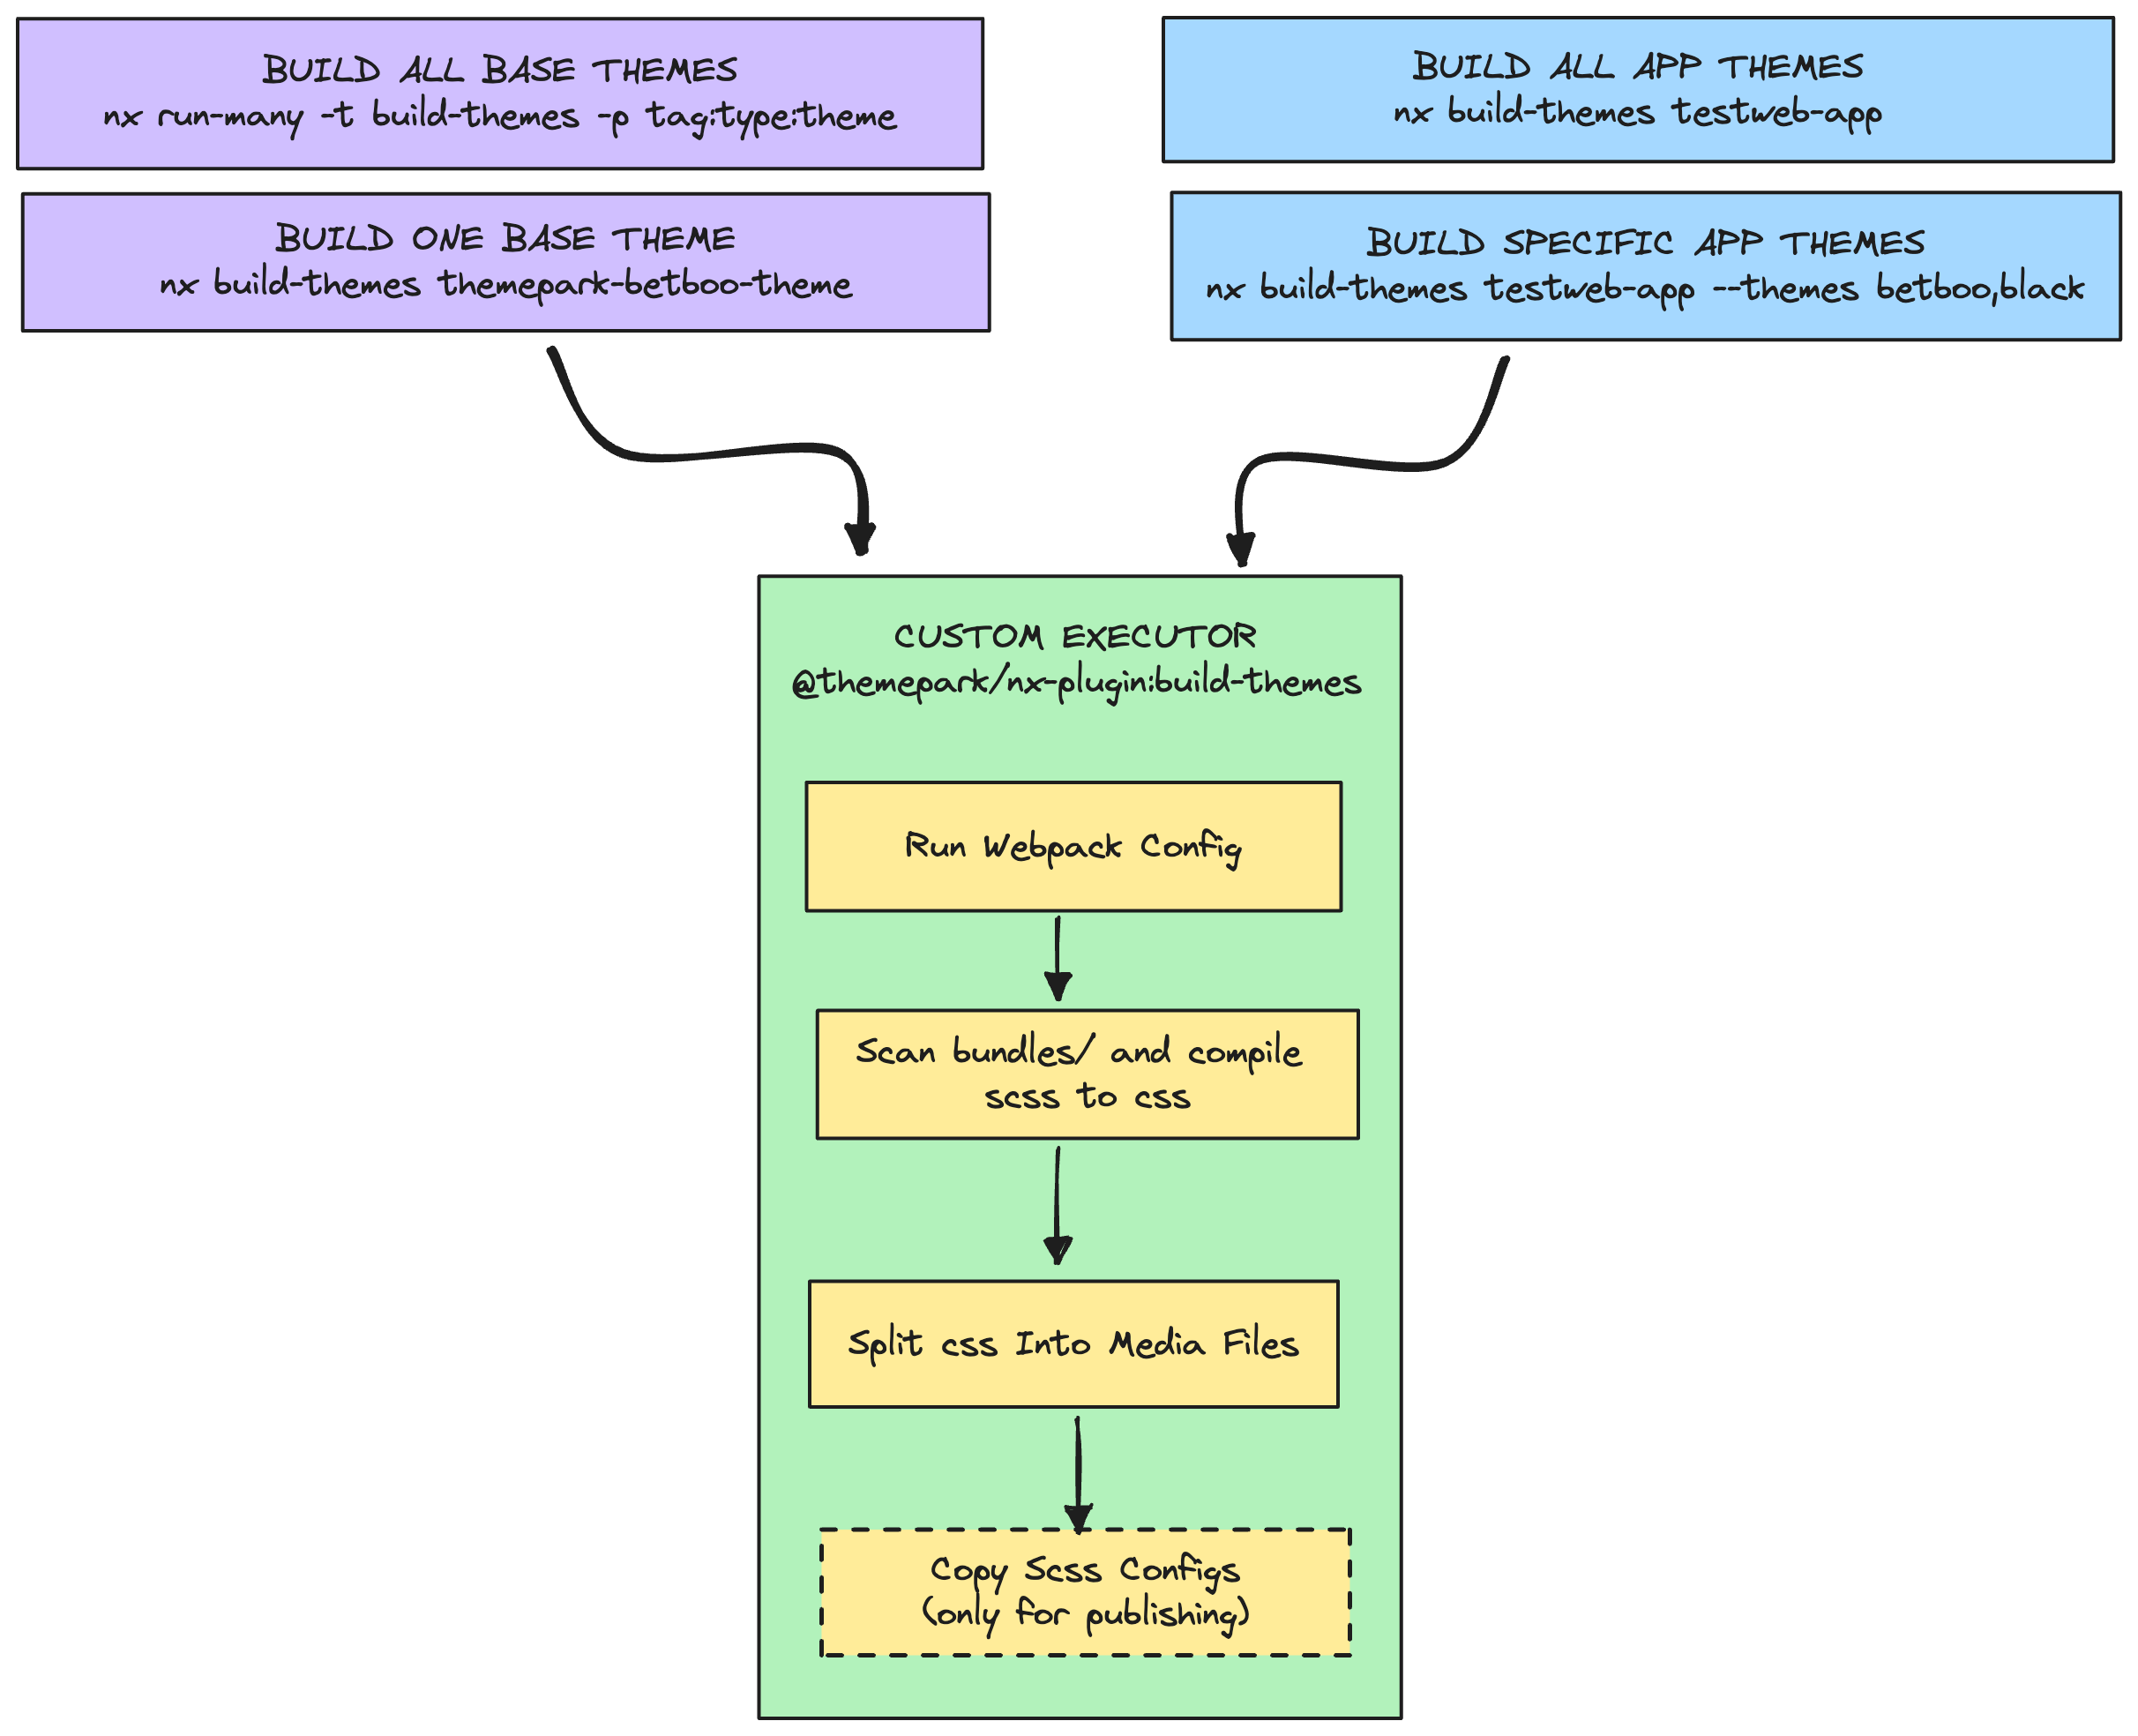 BUILD ALL BASE THEMES
nx run-many -t build-themes -p tag:type:theme
BUILD ONE BASE THEME
nx build-themes themepark-betboo-theme
BUILD ALL APP THEMES
nx build-themes testweb-app
BUILD SPECIFIC APP THEMES
nx build-themes testweb-app --themes betboo,black
CUSTOM EXECUTOR
@themepark/nx-plugin:build-themes
Run Webpack Config
Scan bundles/ and compile
scss to css
Split css Into Media Files
Copy Scss Configs
(only for publishing)